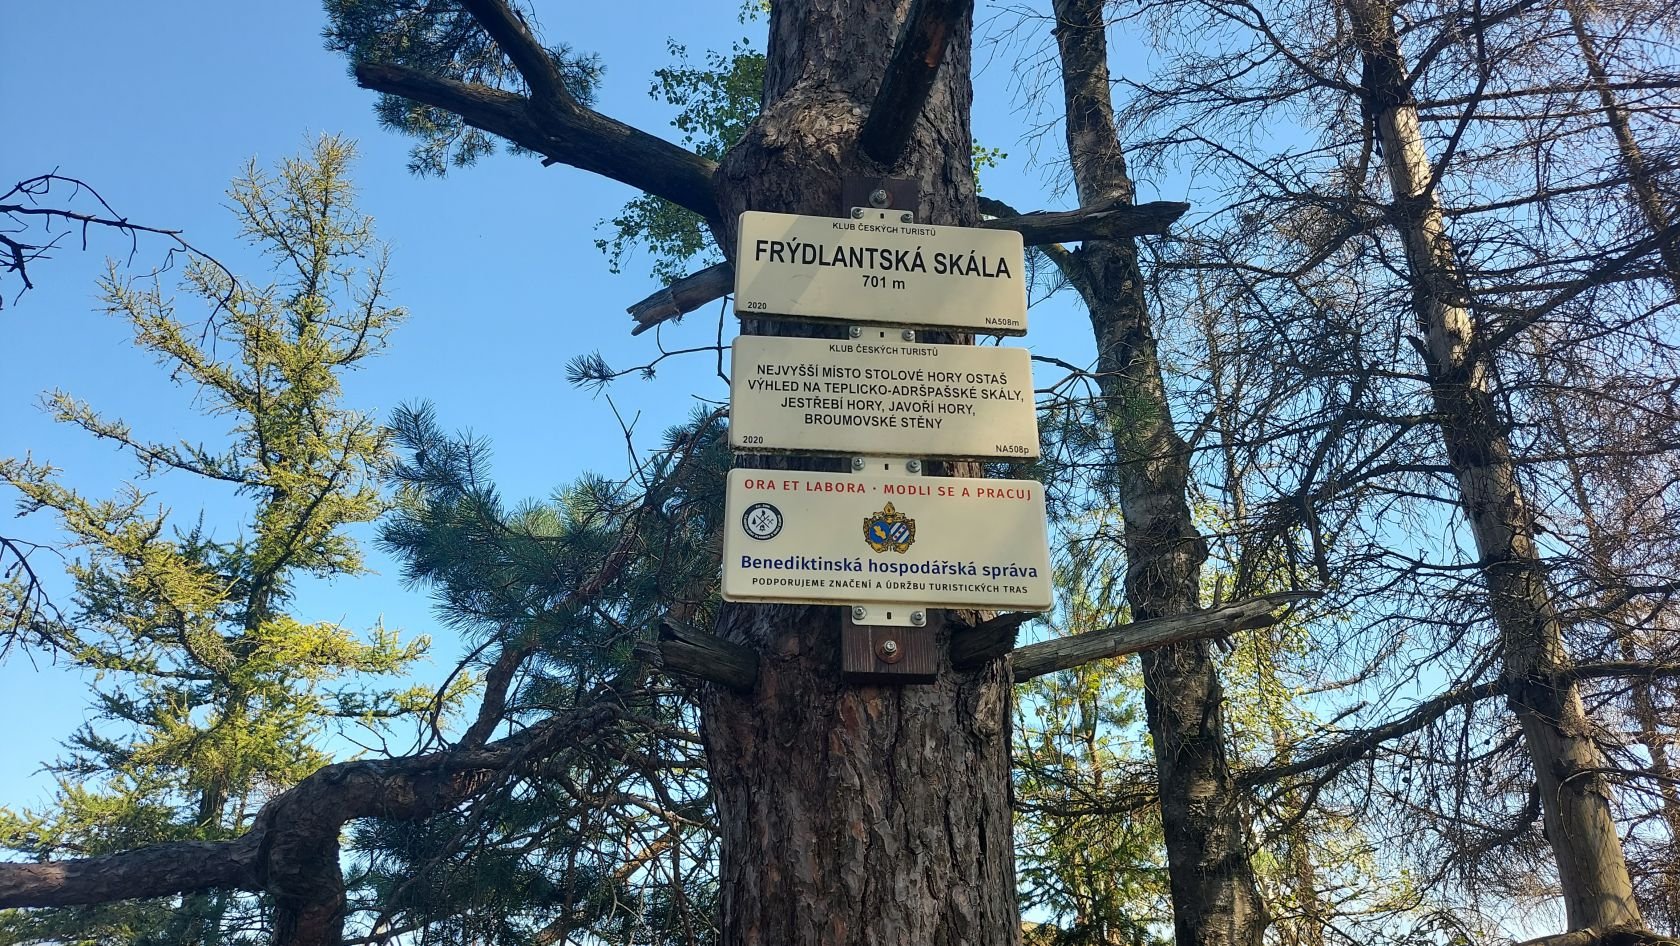 KLUB ČESKÝCH TURISTŮ
FRÝDLANTSKÁ SKÁLA
701 m
2020
NA508m
KLUB ČESKÝCH TURISTŮ
NEJVYŠŠÍ MÍSTO STOLOVÉ HORY OSTAŠ
VÝHLED NA TEPLICKO-ADRŠPAŠSKÉ SKÁLY,
JESTŘEBÍ HORY, JAVOŘÍ HORY,
BROUMOVSKÉ STĚNY
2020
NA508p
ORA ET LABORA · MODLI SE A PRACUJ
Benediktinská hospodářská správa
PODPORUJEME ZNAČENÍ A ÚDRŽBU TURISTICKÝCH TRAS